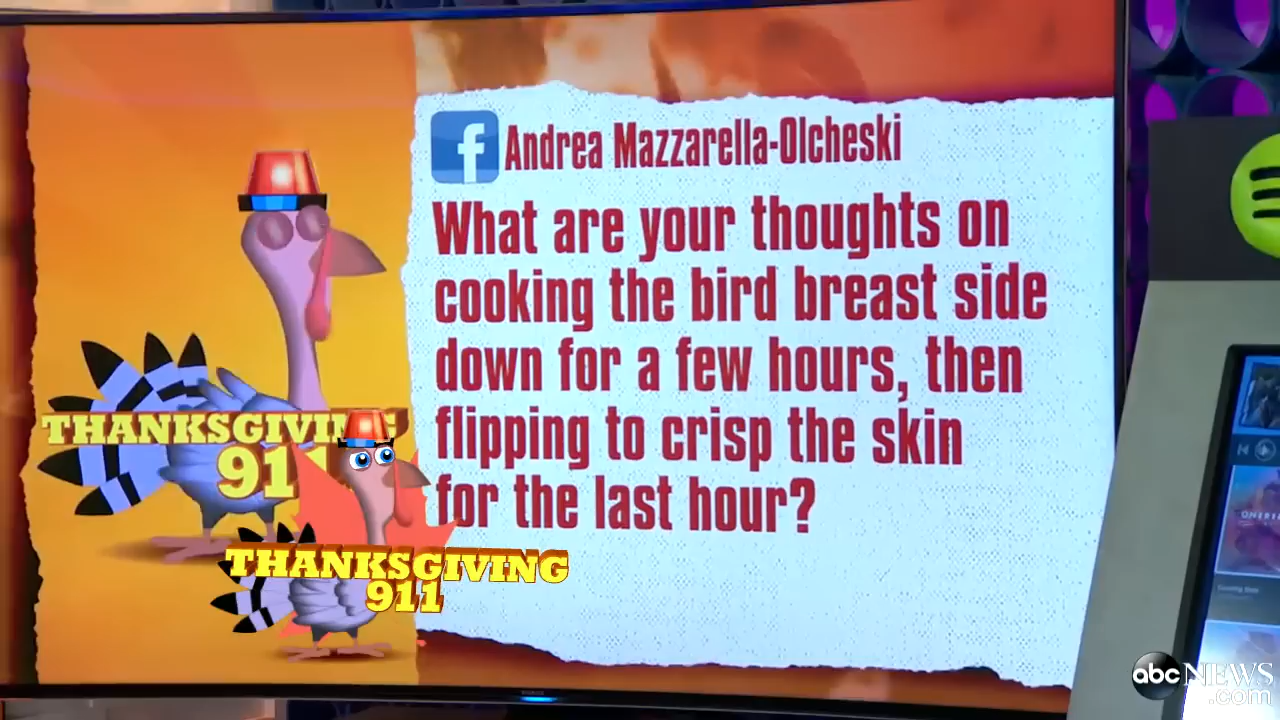 f Andrea Mazzarella-Olcheski
What are your thoughts on
cooking the bird breast side
down for a few hours, then
flipping to crisp the skin
for the last hour?
THANKSGIVING
911
THANKSGIVING
911
abc NEWS
.com